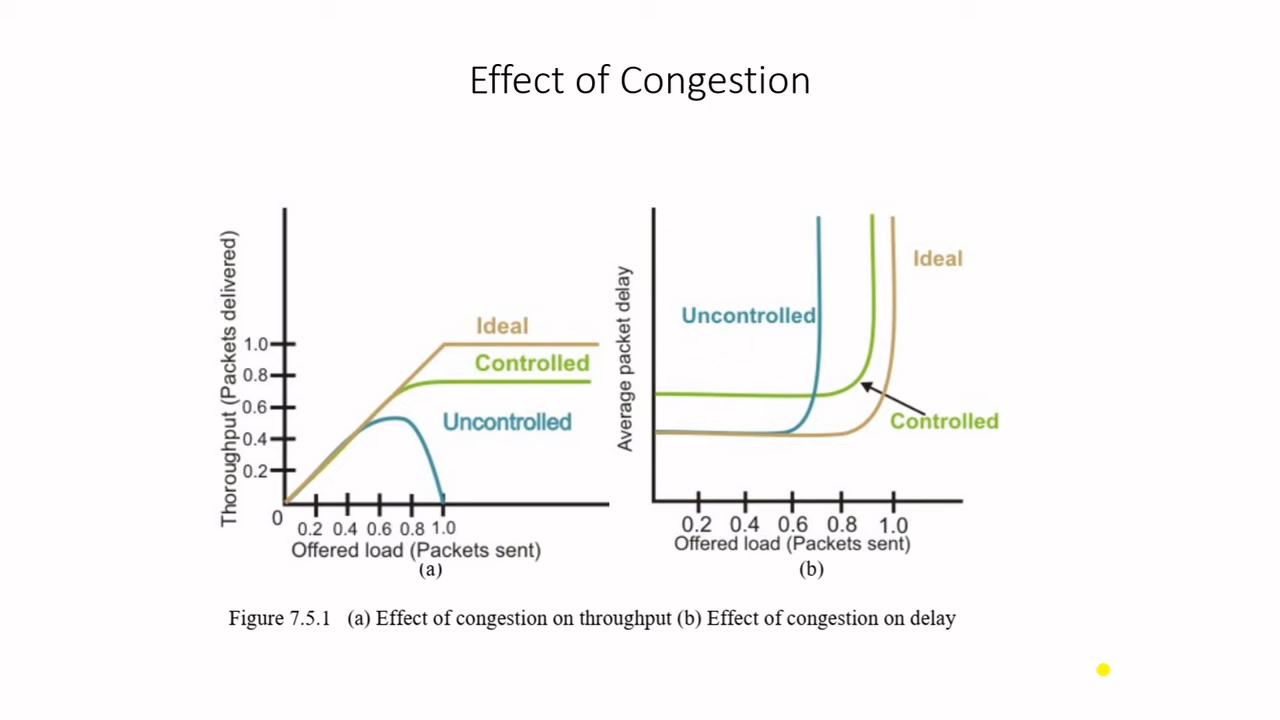 Effect of Congestion
Thoroughput (Packets delivered)
1.0
0.8
0.6
0.4
0.2
0
0.2 0.4 0.6 0.8 1.0
Offered load (Packets sent)
(a)
Ideal
Controlled
Uncontrolled
Average packet delay
Uncontrolled
Ideal
Controlled
0.2 0.4 0.6 0.8 1.0
Offered load (Packets sent)
(b)
Figure 7.5.1 (a) Effect of congestion on throughput (b) Effect of congestion on delay